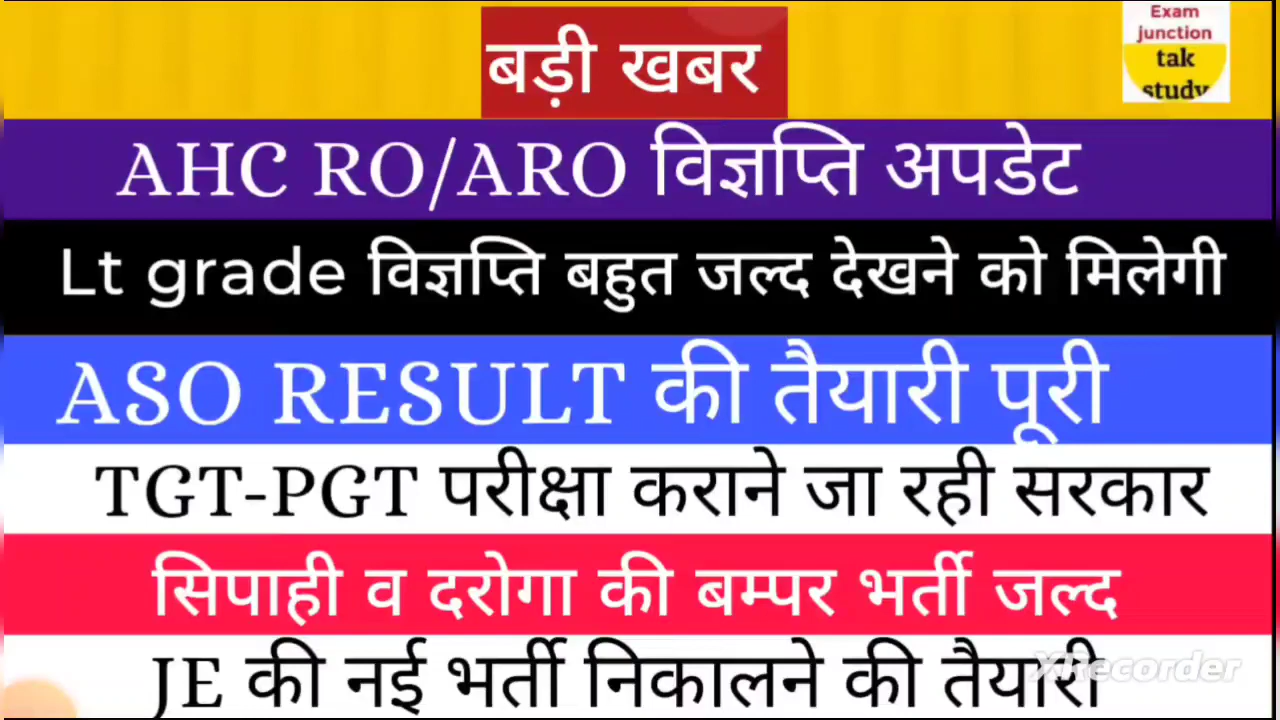 बड़ी खबर
Exam
junction
tak
study
AHC RO/ARO विज्ञप्ति अपडेट
Lt grade विज्ञप्ति बहुत जल्द देखने को मिलेगी
ASO RESULT की तैयारी पूरी
TGT-PGT परीक्षा कराने जा रही सरकार
सिपाही व दरोगा की बम्पर भर्ती जल्द
JE की नई भर्ती निकालने की तैयारी
XRecorder